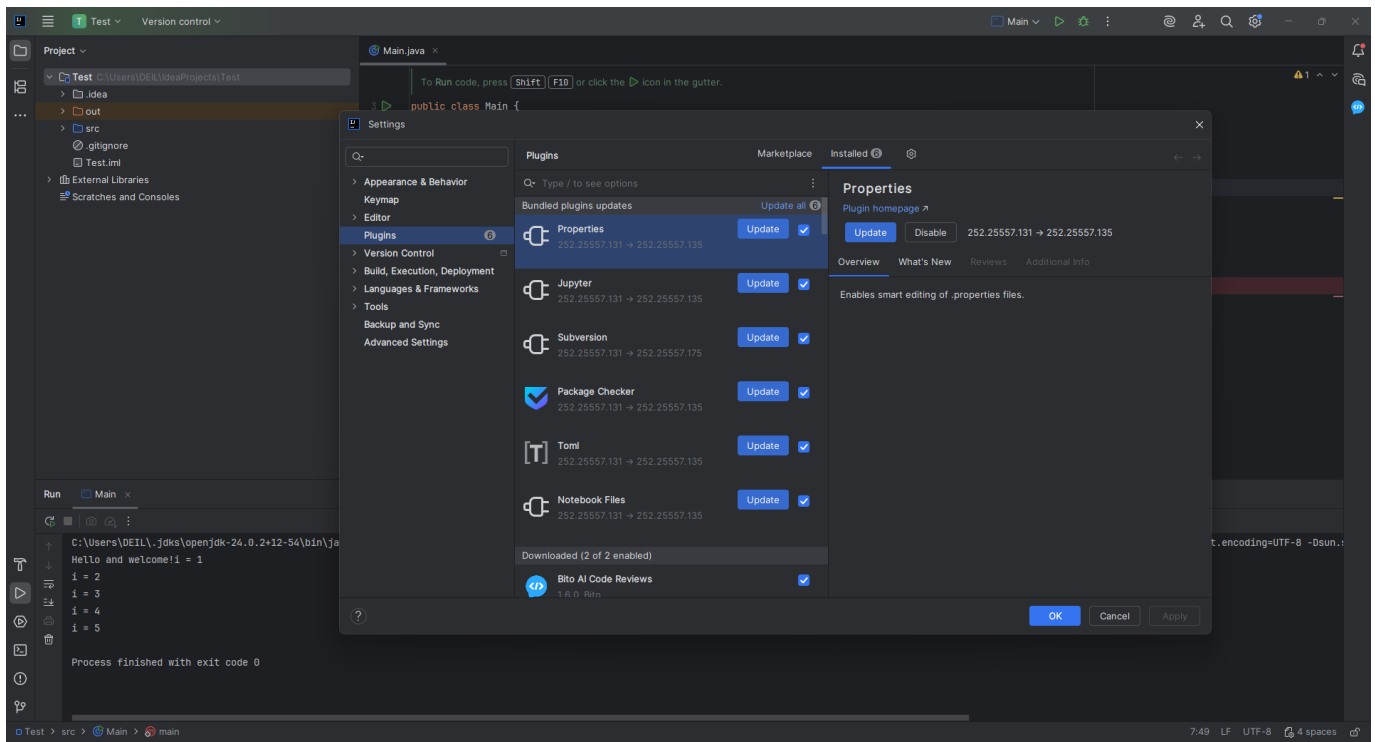 T Test Version control Main
Project
Main.java
Test C:\Users\DEIL\IdeaProjects\Test
.idea
out
src
.gitignore
Test.iml
External Libraries
Scratches and Consoles
To Run code, press Shift F10 or click the icon in the gutter.
1
3 public class Main {
Settings
Appearance & Behavior
Keymap
Editor
Plugins 6
Version Control
Build, Execution, Deployment
Languages & Frameworks
Tools
Backup and Sync
Advanced Settings
Plugins Marketplace Installed 6
Type / to see options
Bundled plugins updates Update all 6
Properties Update
252.25557.131 → 252.25557.135
Jupyter Update
252.25557.131 → 252.25557.135
Subversion Update
252.25557.131 → 252.25557.175
Package Checker Update
252.25557.131 → 252.25557.135
[T] Toml Update
252.25557.131 → 252.25557.135
Notebook Files Update
252.25557.131 → 252.25557.135
Downloaded (2 of 2 enabled)
Bito AI Code Reviews
1.6.0 Bito
Properties
Plugin homepage ↗
Update Disable 252.25557.131 → 252.25557.135
Overview What's New Reviews Additional Info
Enables smart editing of .properties files.
? OK Cancel Apply
Run Main
C:\Users\DEIL\.jdks\openjdk-24.0.2+12-54\bin\ja t.encoding=UTF-8 -Dsun.s
Hello and welcome!i = 1
i = 2
i = 3
i = 4
i = 5
Process finished with exit code 0
Test > src > Main > main 7:49 LF UTF-8 4 spaces